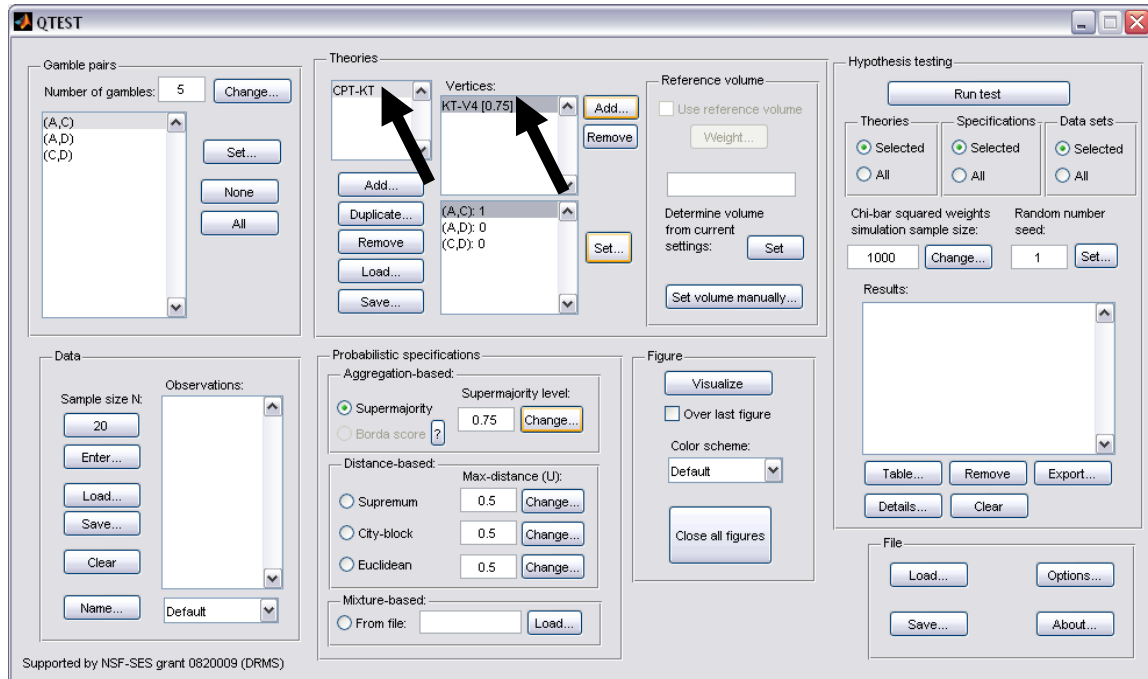 QTEST
Gamble pairs
Number of gambles: 5 Change...
(A,C)
(A,D)
(C,D)
Set...
None
All
Theories
CPT-KT
Add...
Duplicate...
Remove
Load...
Save...
Vertices:
KT-V4 [0.75]
Add...
Remove
(A,C): 1
(A,D): 0
(C,D): 0
Set...
Reference volume
Use reference volume
Weight...
Determine volume
from current
settings: Set
Set volume manually...
Hypothesis testing
Run test
Theories
Selected
All
Specifications
Selected
All
Data sets
Selected
All
Chi-bar squared weights
simulation sample size:
1000 Change...
Random number
seed:
1 Set...
Results:
Table... Remove Export...
Details... Clear
Data
Sample size N:
20
Enter...
Load...
Save...
Clear
Name...
Observations:
Default
Probabilistic specifications
Aggregation-based:
Supermajority
Borda score ?
Supermajority level:
0.75 Change...
Distance-based:
Max-distance (U):
Supremum 0.5 Change...
City-block 0.5 Change...
Euclidean 0.5 Change...
Mixture-based:
From file: Load...
Figure
Visualize
Over last figure
Color scheme:
Default
Close all figures
File
Load... Options...
Save... About...
Supported by NSF-SES grant 0820009 (DRMS)